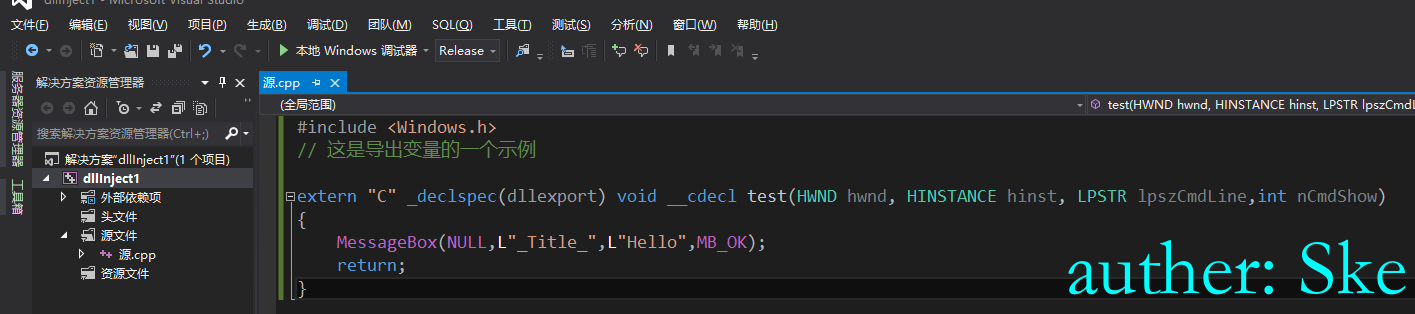 dllInject1 - Microsoft Visual Studio
文件(F) 编辑(E) 视图(V) 项目(P) 生成(B) 调试(D) 团队(M) SQL(Q) 工具(T) 测试(S) 分析(N) 窗口(W) 帮助(H)
本地 Windows 调试器 Release
服务器资源管理器
工具箱
解决方案资源管理器
搜索解决方案资源管理器(Ctrl+;)
解决方案"dllInject1"(1 个项目)
dllInject1
外部依赖项
头文件
源文件
源.cpp
资源文件
源.cpp
(全局范围) test(HWND hwnd, HINSTANCE hinst, LPSTR lpszCmdL
#include <Windows.h>
// 这是导出变量的一个示例
extern "C" _declspec(dllexport) void __cdecl test(HWND hwnd, HINSTANCE hinst, LPSTR lpszCmdLine,int nCmdShow)
{
MessageBox(NULL,L"_Title_",L"Hello",MB_OK);
return;
}
auther: Ske